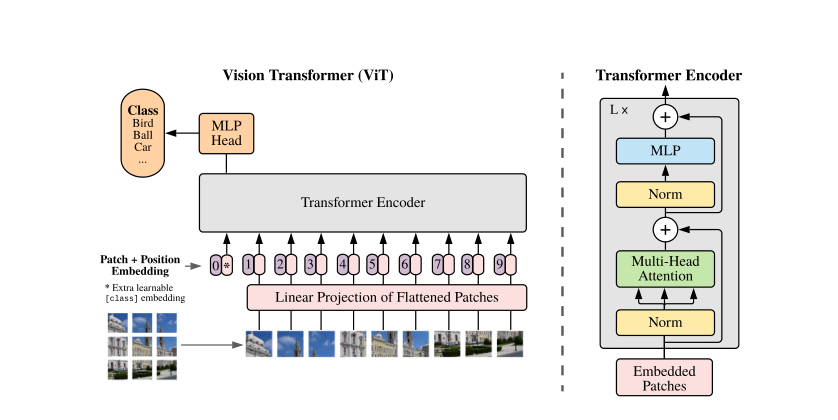 Vision Transformer (ViT)
Class
Bird
Ball
Car
...
MLP
Head
Transformer Encoder
Patch + Position
Embedding
0 * 1 2 3 4 5 6 7 8 9
* Extra learnable
[class] embedding
Linear Projection of Flattened Patches
Transformer Encoder
L x
+
MLP
Norm
+
Multi-Head
Attention
Norm
Embedded
Patches